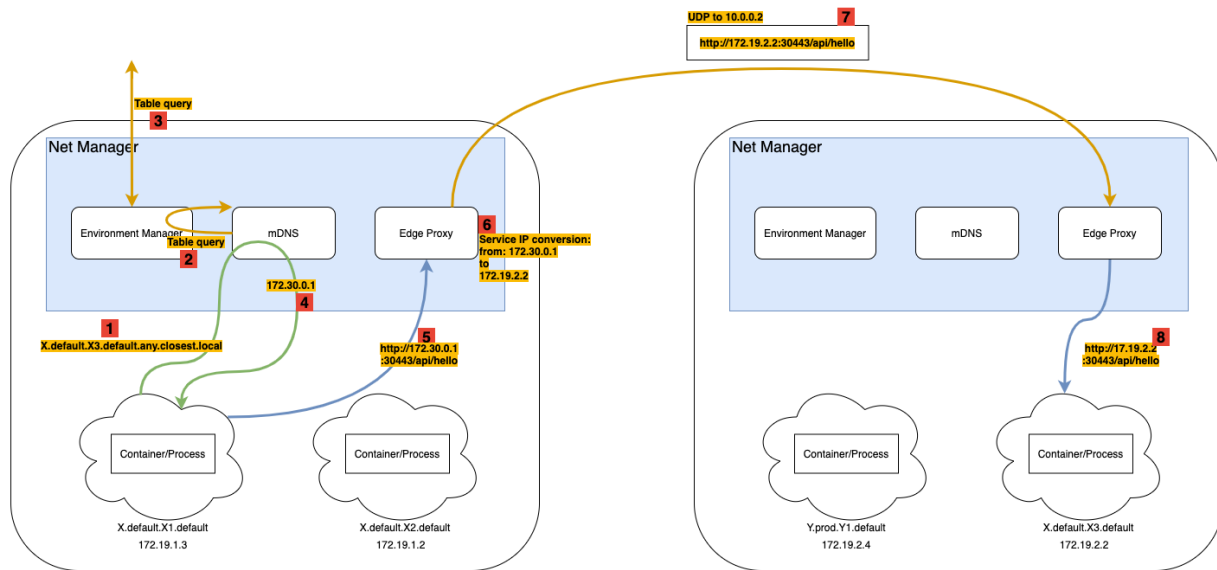 UDP to 10.0.0.2
7
http://172.19.2.2:30443/api/hello
Table query
3
Net Manager
Environment Manager
mDNS
Edge Proxy
Table query
2
6
Service IP conversion:
from: 172.30.0.1
to
172.19.2.2
172.30.0.1
4
1
X.default.X3.default.any.closest.local
5
http://172.30.0.1
:30443/api/hello
Container/Process
X.default.X1.default
172.19.1.3
Container/Process
X.default.X2.default
172.19.1.2
Net Manager
Environment Manager
mDNS
Edge Proxy
8
http://17.19.2.2
:30443/api/hello
Container/Process
Y.prod.Y1.default
172.19.2.4
Container/Process
X.default.X3.default
172.19.2.2